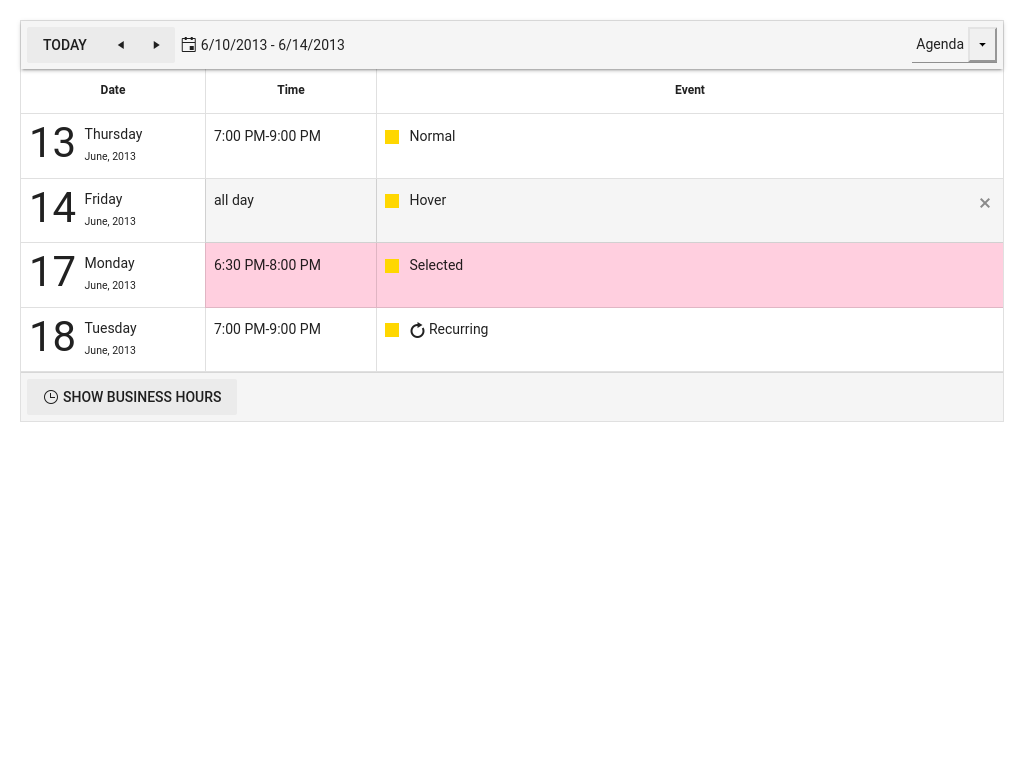 TODAY 6/10/2013 - 6/14/2013 Agenda
Date Time Event
13 Thursday June, 2013 7:00 PM-9:00 PM Normal
14 Friday June, 2013 all day Hover
17 Monday June, 2013 6:30 PM-8:00 PM Selected
18 Tuesday June, 2013 7:00 PM-9:00 PM Recurring
SHOW BUSINESS HOURS